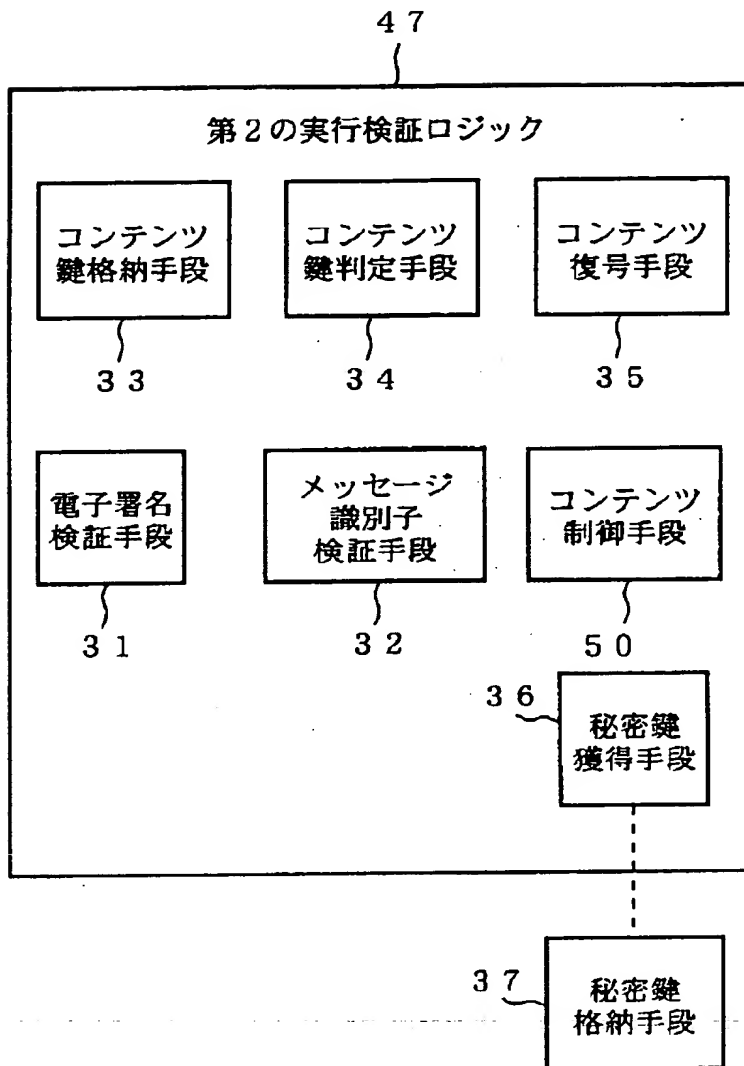 ４７
第２の実行検証ロジック
コンテンツ
鍵格納手段
コンテンツ
鍵判定手段
コンテンツ
復号手段
３３
３４
３５
電子署名
検証手段
メッセージ
識別子
検証手段
コンテンツ
制御手段
３１
３２
５０
３６
秘密鍵
獲得手段
３７
秘密鍵
格納手段